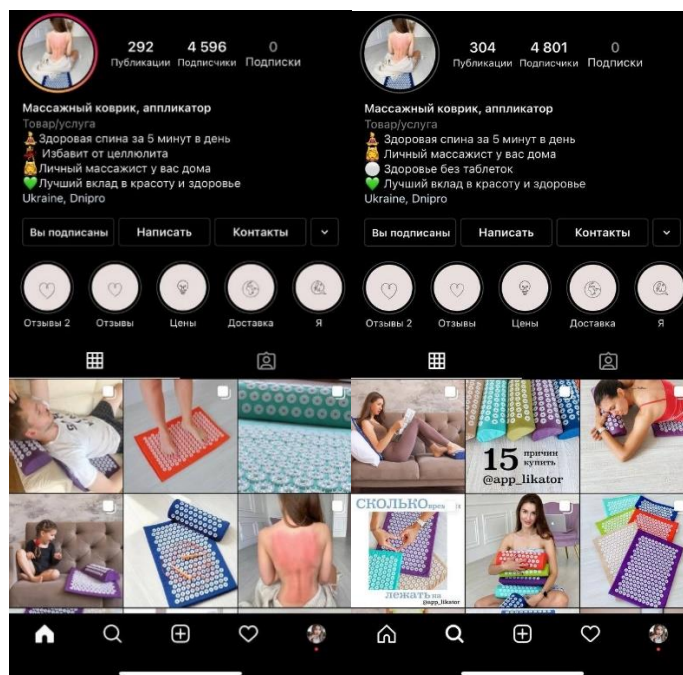 292
4 596
0
Публикации
Подписчики
Подписки
Массажный коврик, аппликатор
Товар/услуга
Здоровая спина за 5 минут в день
Избавит от целлюлита
Личный массажист у вас дома
Лучший вклад в красоту и здоровье
Ukraine, Dnipro
Вы подписаны
Написать
Контакты
Отзывы 2
Отзывы
Цены
Доставка
Я
304
4 801
0
Публикации
Подписчики
Подписки
Массажный коврик, аппликатор
Товар/услуга
Здоровая спина за 5 минут в день
Личный массажист у вас дома
Здоровье без таблеток
Лучший вклад в красоту и здоровье
Ukraine, Dnipro
Вы подписаны
Написать
Контакты
Отзывы 2
Отзывы
Цены
Доставка
Я
15 причин
купить
@app_likator
СКОЛЬКО
лежать на
@app_likator